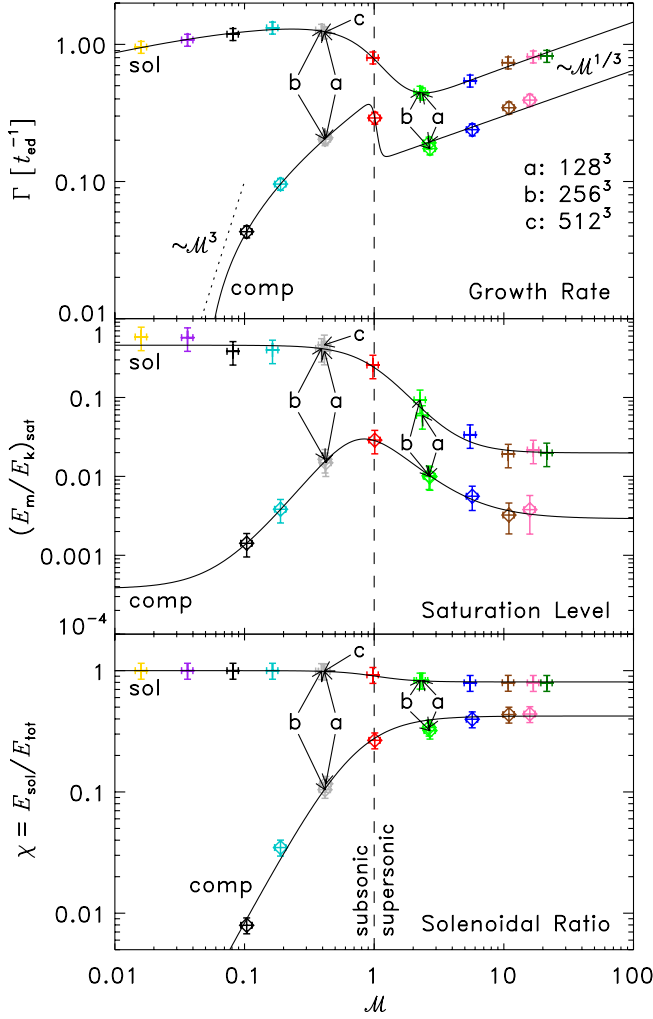 1.00
0.10
0.01
Γ [ t_ed^-1 ]
sol
c
b a
b a
~ℳ^1/3
a: 128^3
b: 256^3
c: 512^3
~ℳ^3
comp
Growth Rate
1
0.1
0.01
0.001
10^-4
(E_m/E_k)_sat
sol
c
b a
b a
comp
Saturation Level
1
0.1
0.01
χ = E_sol/E_tot
sol
c
b a
b a
comp
subsonic
supersonic
Solenoidal Ratio
0.01 0.1 1 10 100
ℳ